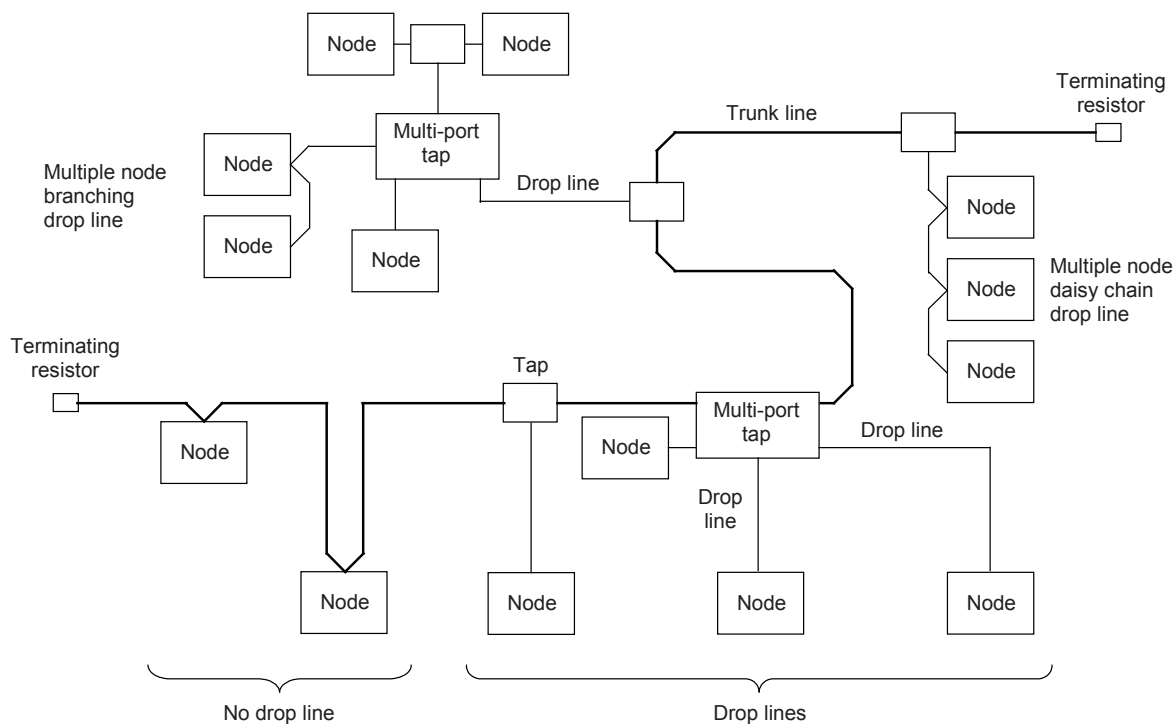 Node
Node
Terminating
resistor
Trunk line
Multi-port
tap
Node
Multiple node
branching
drop line
Drop line
Node
Node
Node
Node
Node
Multiple node
daisy chain
drop line
Node
Terminating
resistor
Tap
Multi-port
tap
Drop line
Node
Node
Drop
line
Node
Node
Node
Node
No drop line
Drop lines